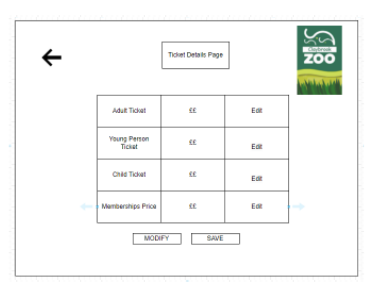 Ticket Details Page
Claybrook
ZOO
Adult Ticket ££ Edit
Young Person
Ticket ££ Edit
Child Ticket ££ Edit
Memberships Price ££ Edit
MODIFY SAVE